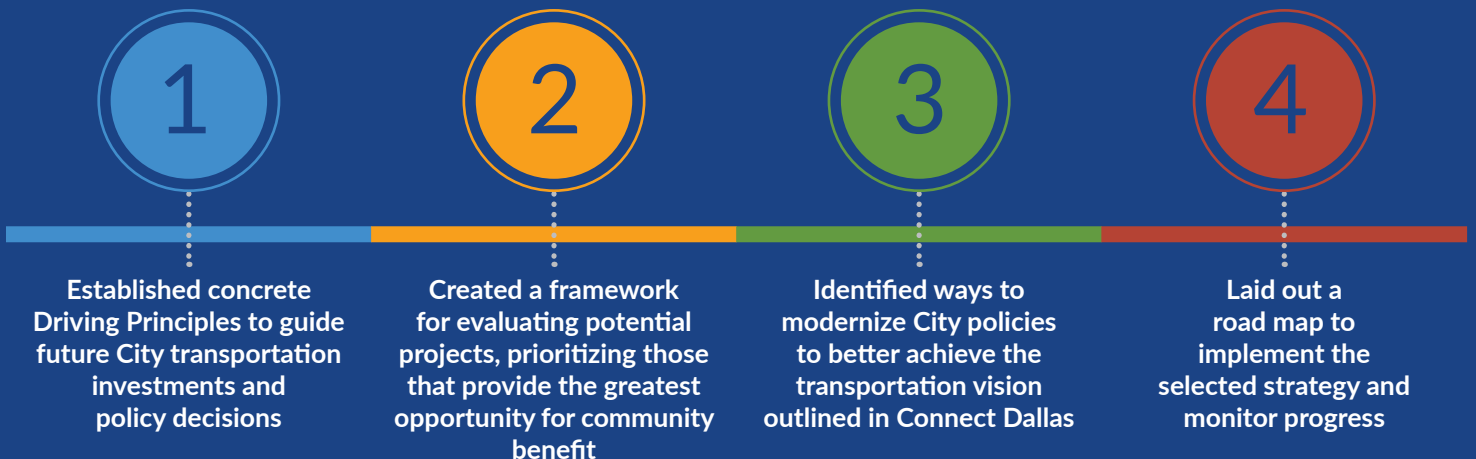 1
Established concrete
Driving Principles to guide
future City transportation
investments and
policy decisions
2
Created a framework
for evaluating potential
projects, prioritizing those
that provide the greatest
opportunity for community
benefit
3
Identified ways to
modernize City policies
to better achieve the
transportation vision
outlined in Connect Dallas
4
Laid out a
road map to
implement the
selected strategy and
monitor progress